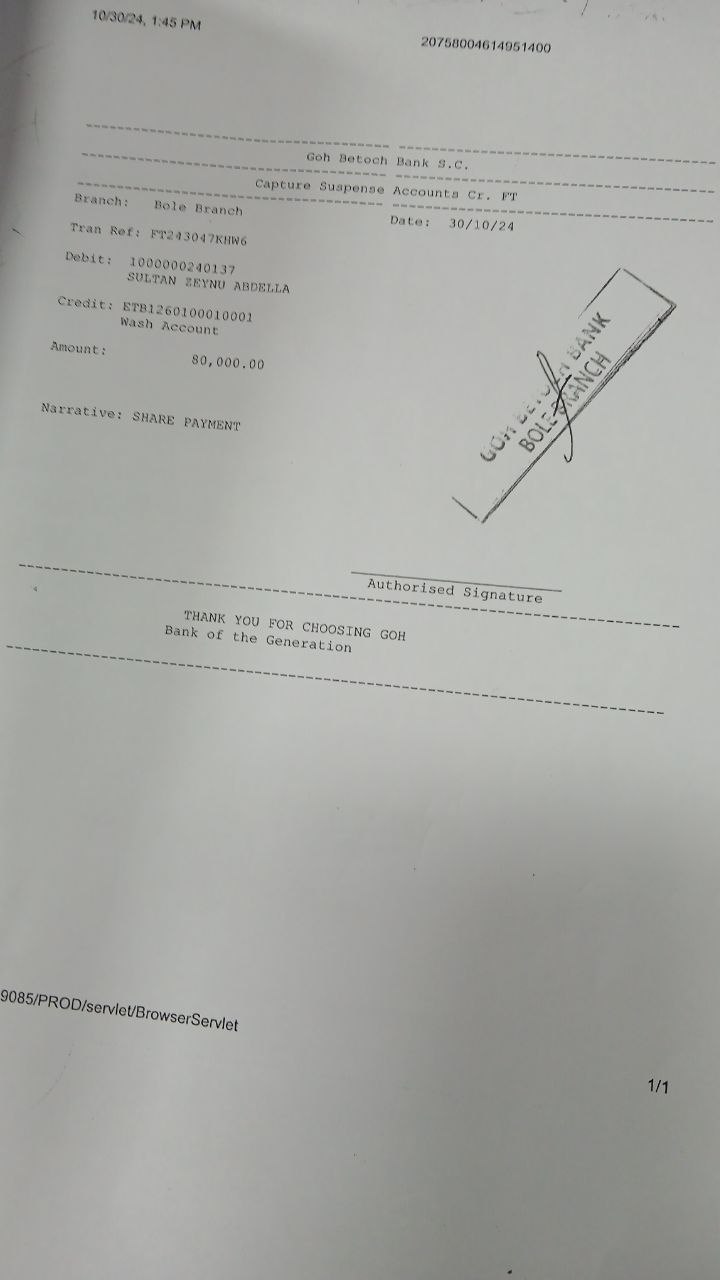 10/30/24, 1:45 PM
20758004614951400
Goh Betoch Bank S.C.
Capture Suspense Accounts Cr. FT
Branch: Bole Branch
Date: 30/10/24
Tran Ref: FT243047KHW6
Debit: 1000000240137
SULTAN ZEYNU ABDELLA
Credit: ETB1260100010001
Wash Account
Amount: 80,000.00
Narrative: SHARE PAYMENT
GOH BETOCH BANK
BOLE BRANCH
Authorised Signature
THANK YOU FOR CHOOSING GOH
Bank of the Generation
9085/PROD/servlet/BrowserServlet
1/1